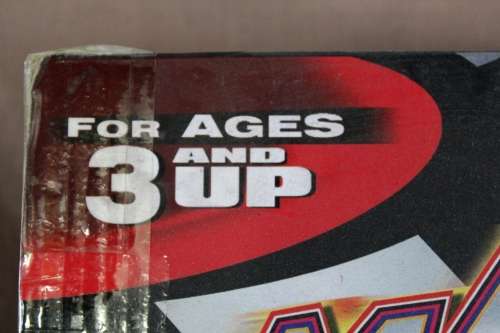 FOR AGES
3 AND UP